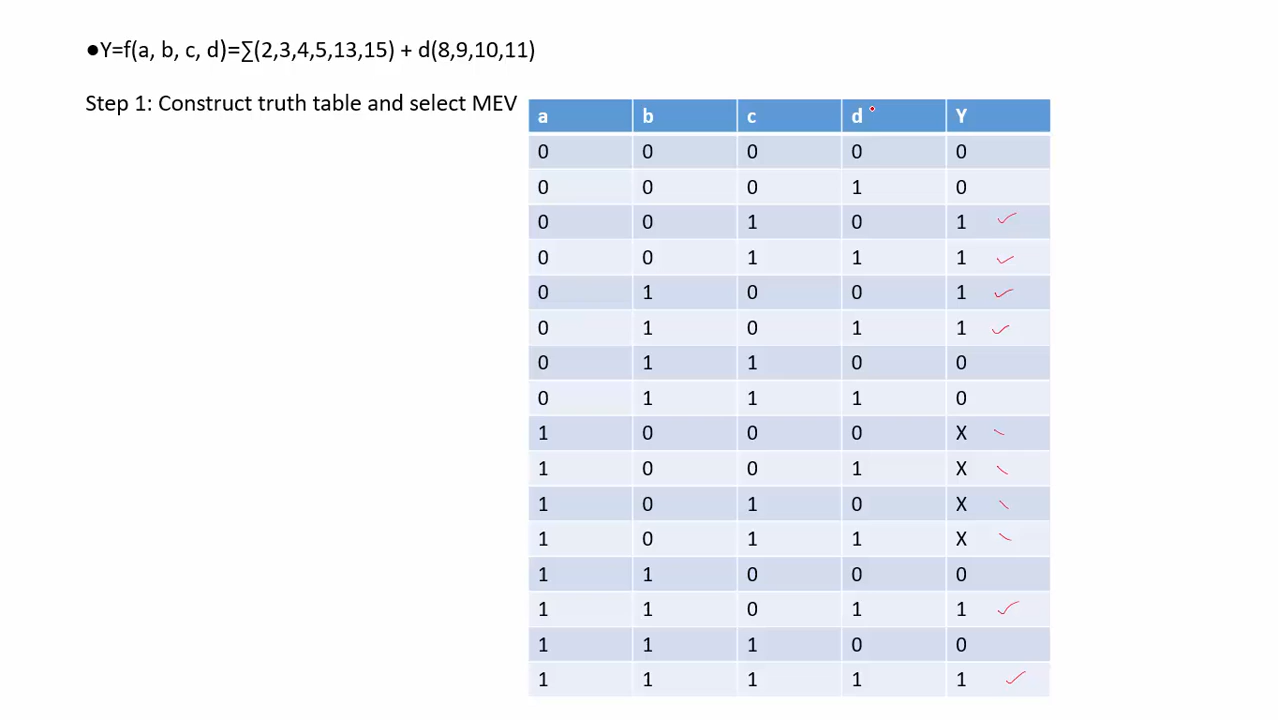 ●Y=f(a, b, c, d)=∑(2,3,4,5,13,15) + d(8,9,10,11)
Step 1: Construct truth table and select MEV
a b c d Y
0 0 0 0 0
0 0 0 1 0
0 0 1 0 1
0 0 1 1 1
0 1 0 0 1
0 1 0 1 1
0 1 1 0 0
0 1 1 1 0
1 0 0 0 X
1 0 0 1 X
1 0 1 0 X
1 0 1 1 X
1 1 0 0 0
1 1 0 1 1
1 1 1 0 0
1 1 1 1 1